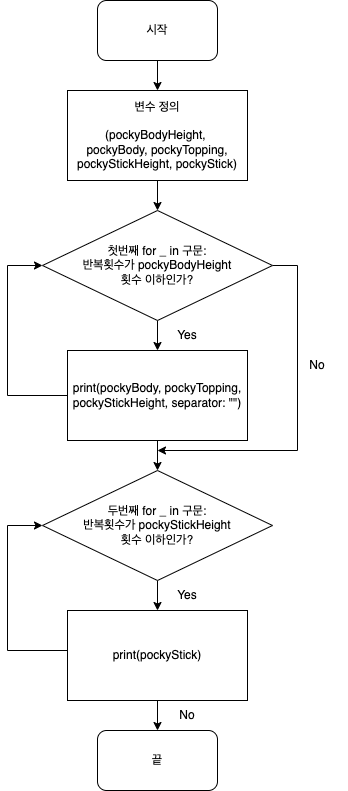 시작
변수 정의
(pockyBodyHeight,
pockyBody, pockyTopping,
pockyStickHeight, pockyStick)
첫번째 for _ in 구문:
반복횟수가 pockyBodyHeight
횟수 이하인가?
Yes
No
print(pockyBody, pockyTopping,
pockyStickHeight, separator: "")
두번째 for _ in 구문:
반복횟수가 pockyStickHeight
횟수 이하인가?
Yes
print(pockyStick)
No
끝